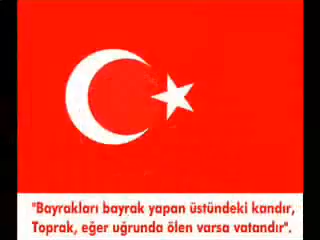 "Bayrakları bayrak yapan üstündeki kandır,
Toprak, eğer uğrunda ölen varsa vatandır".